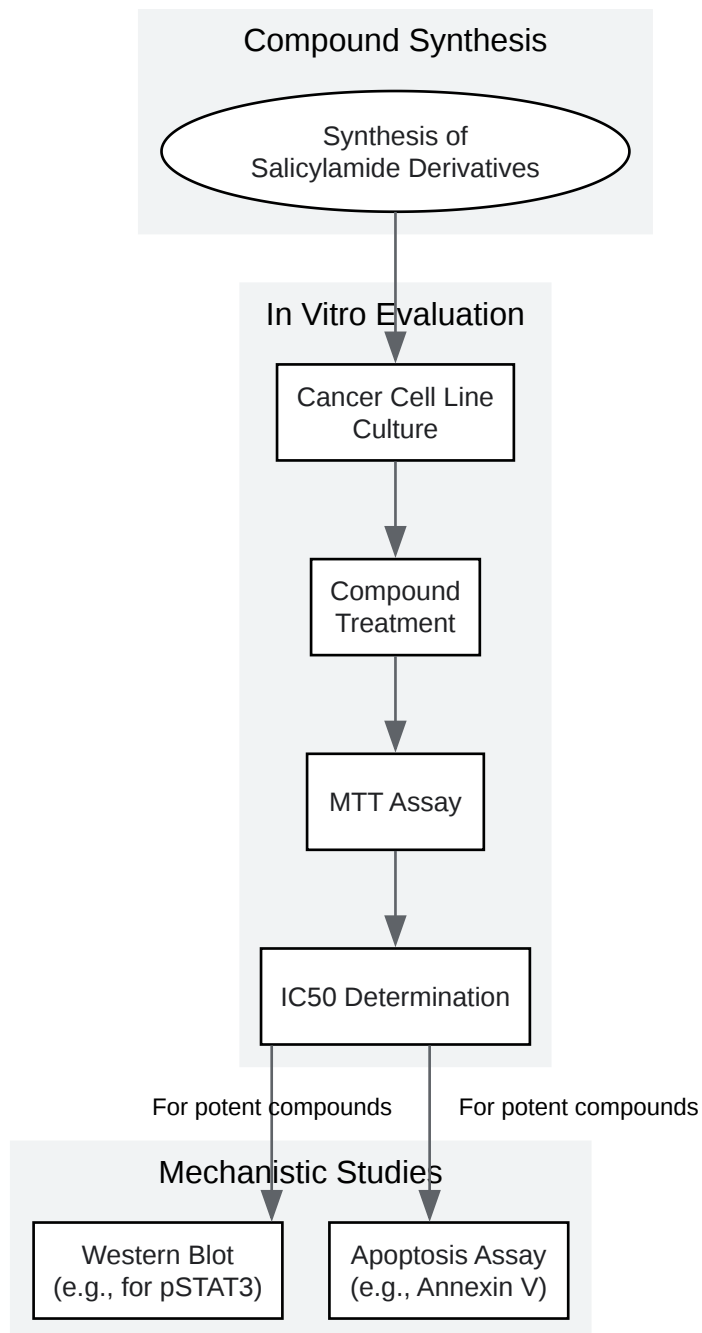 Compound Synthesis
Synthesis of
Salicylamide Derivatives
In Vitro Evaluation
Cancer Cell Line
Culture
Compound
Treatment
MTT Assay
IC50 Determination
For potent compounds
For potent compounds
Mechanistic Studies
Western Blot
(e.g., for pSTAT3)
Apoptosis Assay
(e.g., Annexin V)